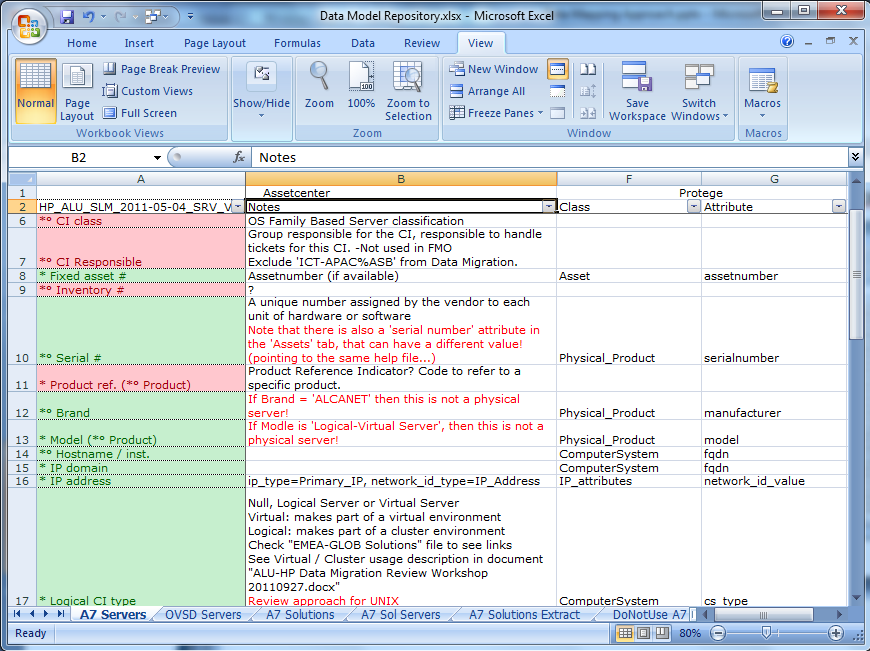 Data Model Repository.xlsx - Microsoft Excel
Home Insert Page Layout Formulas Data Review View
Normal
Page Layout
Page Break Preview
Custom Views
Full Screen
Workbook Views
Show/Hide
Zoom
100%
Zoom to Selection
Zoom
New Window
Arrange All
Freeze Panes
Save Workspace
Switch Windows
Window
Macros
Macros
B2 fx Notes
A B F G
1 Assetcenter Protege
2 HP_ALU_SLM_2011-05-04_SRV_V Notes Class Attribute
6 *° CI class OS Family Based Server classification
Group responsible for the CI, responsible to handle
tickets for this CI. -Not used in FMO
7 *° CI Responsible Exclude 'ICT-APAC%ASB' from Data Migration.
8 * Fixed asset # Assetnumber (if available) Asset assetnumber
9 *° Inventory # ?
A unique number assigned by the vendor to each
unit of hardware or software
Note that there is also a 'serial number' attribute in
the 'Assets' tab, that can have a different value!
10 *° Serial # (pointing to the same help file...) Physical_Product serialnumber
Product Reference Indicator? Code to refer to a
11 * Product ref. (*° Product) specific product.
If Brand = 'ALCANET' then this is not a physical
12 *° Brand server! Physical_Product manufacturer
If Modle is 'Logical-Virtual Server', then this is not a
13 * Model (*° Product) physical server! Physical_Product model
14 *° Hostname / inst. ComputerSystem fqdn
15 * IP domain ComputerSystem fqdn
16 * IP address ip_type=Primary_IP, network_id_type=IP_Address IP_attributes network_id_value
Null, Logical Server or Virtual Server
Virtual: makes part of a virtual environment
Logical: makes part of a cluster environment
Check "EMEA-GLOB Solutions" file to see links
See Virtual / Cluster usage description in document
"ALU-HP Data Migration Review Workshop
20110927.docx"
17 * Logical CI type Review approach for UNIX ComputerSystem cs_type
A7 Servers OVSD Servers A7 Solutions A7 Sol Servers A7 Solutions Extract DoNotUse A7
Ready 80%